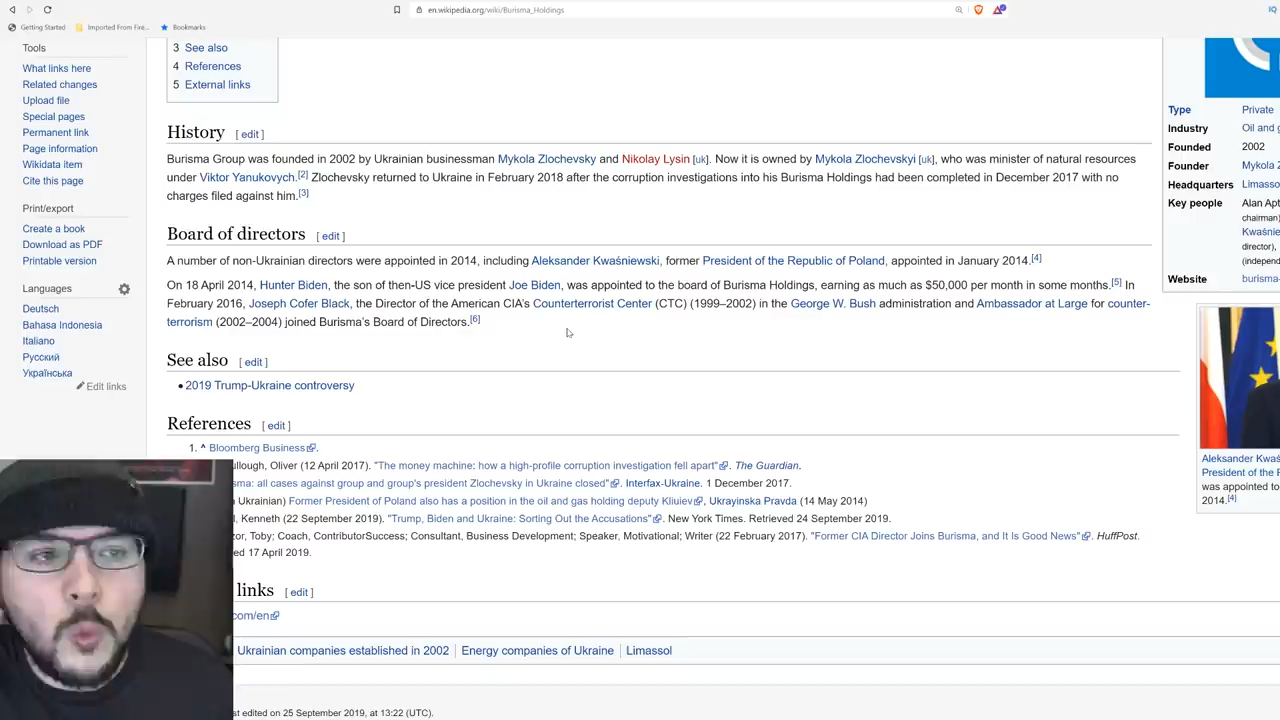 en.wikipedia.org/wiki/Burisma_Holdings
Getting Started Imported From Fire... Bookmarks
Tools
What links here
Related changes
Upload file
Special pages
Permanent link
Page information
Wikidata item
Cite this page
Print/export
Create a book
Download as PDF
Printable version
Languages
Deutsch
Bahasa Indonesia
Italiano
Русский
Українська
Edit links
3 See also
4 References
5 External links
History [ edit ]
Burisma Group was founded in 2002 by Ukrainian businessman Mykola Zlochevsky and Nikolay Lysin [uk]. Now it is owned by Mykola Zlochevskyi [uk], who was minister of natural resources
under Viktor Yanukovych.[2] Zlochevsky returned to Ukraine in February 2018 after the corruption investigations into his Burisma Holdings had been completed in December 2017 with no
charges filed against him.[3]
Board of directors [ edit ]
A number of non-Ukrainian directors were appointed in 2014, including Aleksander Kwaśniewski, former President of the Republic of Poland, appointed in January 2014.[4]
On 18 April 2014, Hunter Biden, the son of then-US vice president Joe Biden, was appointed to the board of Burisma Holdings, earning as much as $50,000 per month in some months.[5] In
February 2016, Joseph Cofer Black, the Director of the American CIA's Counterterrorist Center (CTC) (1999–2002) in the George W. Bush administration and Ambassador at Large for counter-
terrorism (2002–2004) joined Burisma's Board of Directors.[6]
See also [ edit ]
• 2019 Trump-Ukraine controversy
References [ edit ]
1. ^ Bloomberg Business.
ullough, Oliver (12 April 2017). "The money machine: how a high-profile corruption investigation fell apart". The Guardian.
sma: all cases against group and group's president Zlochevsky in Ukraine closed". Interfax-Ukraine. 1 December 2017.
n Ukrainian) Former President of Poland also has a position in the oil and gas holding deputy Kliuiev, Ukrayinska Pravda (14 May 2014)
l, Kenneth (22 September 2019). "Trump, Biden and Ukraine: Sorting Out the Accusations". New York Times. Retrieved 24 September 2019.
zor, Toby; Coach, ContributorSuccess; Consultant, Business Development; Speaker, Motivational; Writer (22 February 2017). "Former CIA Director Joins Burisma, and It Is Good News". HuffPost.
ed 17 April 2019.
links [ edit ]
com/en
Ukrainian companies established in 2002 | Energy companies of Ukraine | Limassol
st edited on 25 September 2019, at 13:22 (UTC).
Type Private
Industry Oil and g
Founded 2002
Founder Mykola Z
Headquarters Limasso
Key people Alan Apt
chairman)
Kwaśnie
director),
(indepen
Website burisma-
Aleksander Kwaś
President of the R
was appointed to
2014.[4]